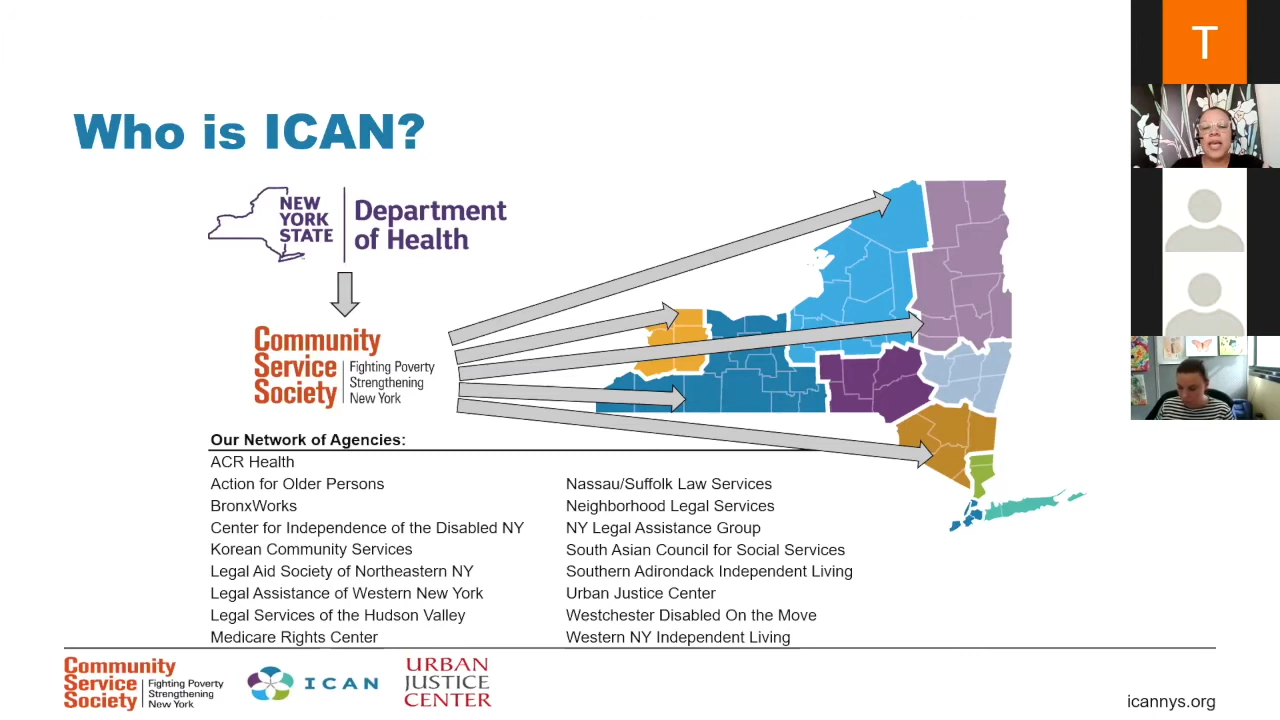 T
Who is ICAN?
NEW
YORK
STATE
Department
of Health
Community
Service
Society
Fighting Poverty
Strengthening
New York
Our Network of Agencies:
ACR Health
Action for Older Persons
BronxWorks
Center for Independence of the Disabled NY
Korean Community Services
Legal Aid Society of Northeastern NY
Legal Assistance of Western New York
Legal Services of the Hudson Valley
Medicare Rights Center
Nassau/Suffolk Law Services
Neighborhood Legal Services
NY Legal Assistance Group
South Asian Council for Social Services
Southern Adirondack Independent Living
Urban Justice Center
Westchester Disabled On the Move
Western NY Independent Living
Community
Service
Society
Fighting Poverty
Strengthening
New York
ICAN
URBAN
JUSTICE
CENTER
icannys.org